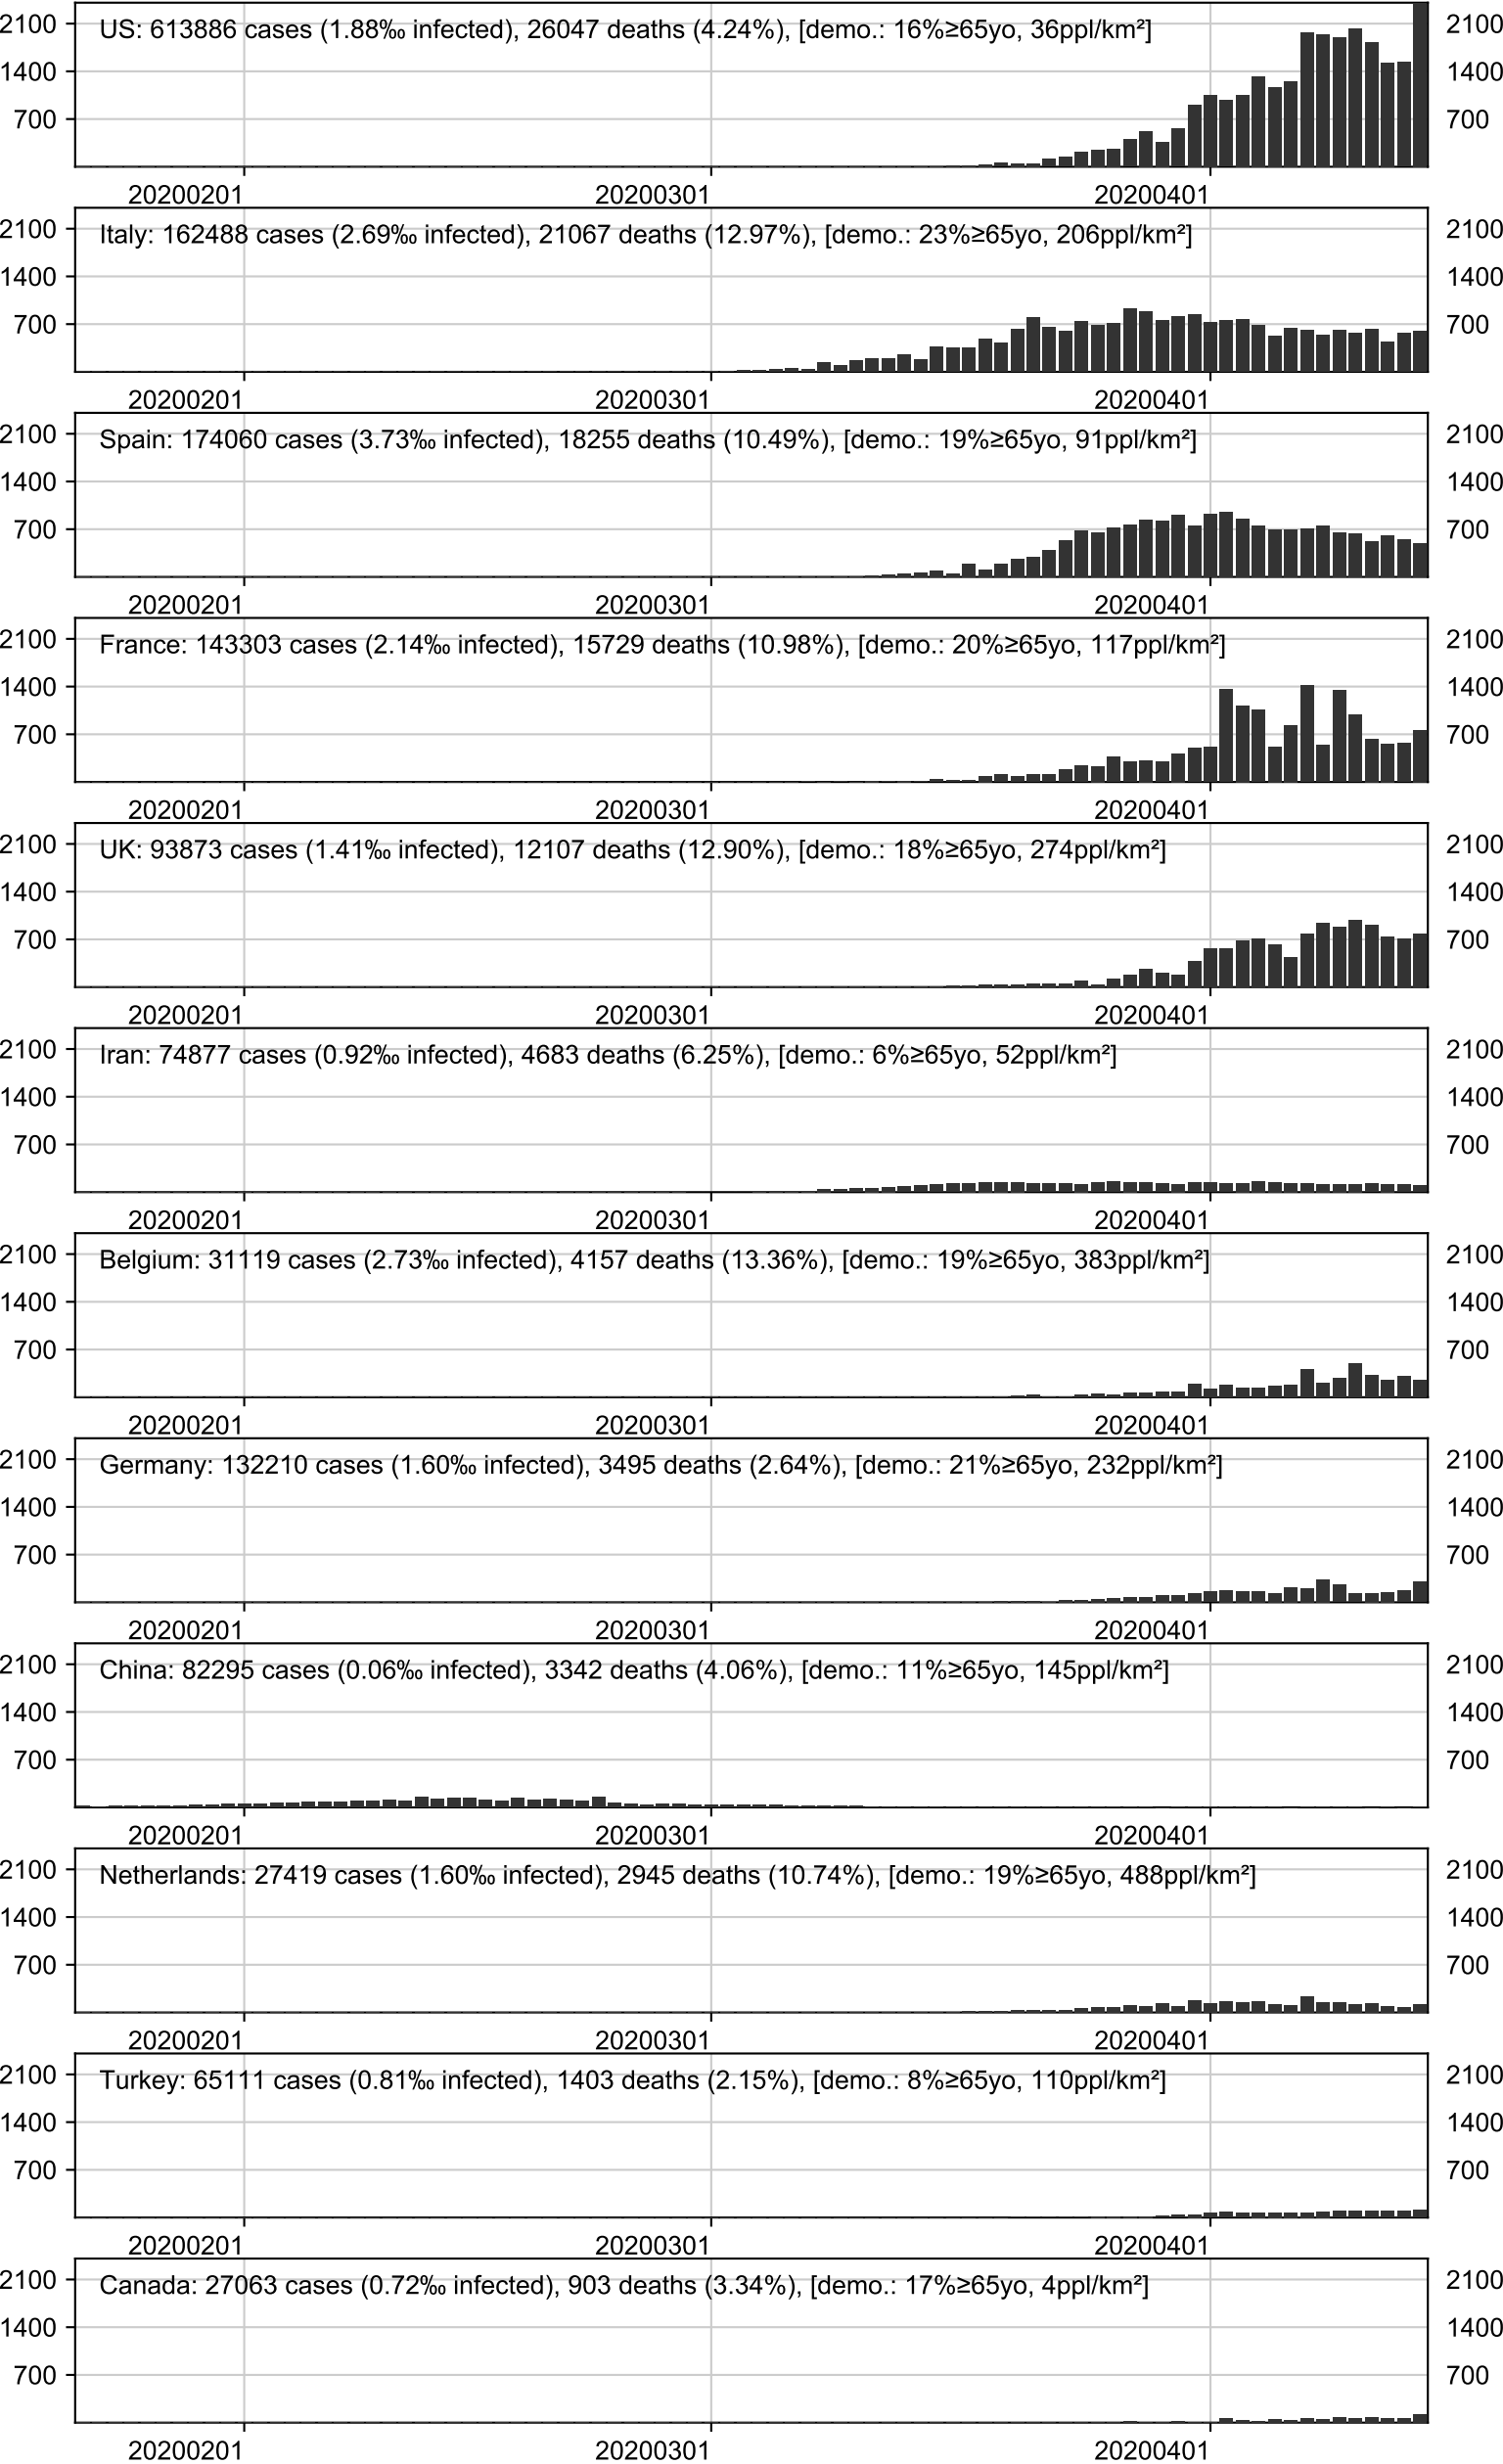 2100 US: 613886 cases (1.88‰ infected), 26047 deaths (4.24%), [demo.: 16%≥65yo, 36ppl/km²] 2100
1400 1400
700 700
20200201 20200301 20200401
2100 Italy: 162488 cases (2.69‰ infected), 21067 deaths (12.97%), [demo.: 23%≥65yo, 206ppl/km²] 2100
1400 1400
700 700
20200201 20200301 20200401
2100 Spain: 174060 cases (3.73‰ infected), 18255 deaths (10.49%), [demo.: 19%≥65yo, 91ppl/km²] 2100
1400 1400
700 700
20200201 20200301 20200401
2100 France: 143303 cases (2.14‰ infected), 15729 deaths (10.98%), [demo.: 20%≥65yo, 117ppl/km²] 2100
1400 1400
700 700
20200201 20200301 20200401
2100 UK: 93873 cases (1.41‰ infected), 12107 deaths (12.90%), [demo.: 18%≥65yo, 274ppl/km²] 2100
1400 1400
700 700
20200201 20200301 20200401
2100 Iran: 74877 cases (0.92‰ infected), 4683 deaths (6.25%), [demo.: 6%≥65yo, 52ppl/km²] 2100
1400 1400
700 700
20200201 20200301 20200401
2100 Belgium: 31119 cases (2.73‰ infected), 4157 deaths (13.36%), [demo.: 19%≥65yo, 383ppl/km²] 2100
1400 1400
700 700
20200201 20200301 20200401
2100 Germany: 132210 cases (1.60‰ infected), 3495 deaths (2.64%), [demo.: 21%≥65yo, 232ppl/km²] 2100
1400 1400
700 700
20200201 20200301 20200401
2100 China: 82295 cases (0.06‰ infected), 3342 deaths (4.06%), [demo.: 11%≥65yo, 145ppl/km²] 2100
1400 1400
700 700
20200201 20200301 20200401
2100 Netherlands: 27419 cases (1.60‰ infected), 2945 deaths (10.74%), [demo.: 19%≥65yo, 488ppl/km²] 2100
1400 1400
700 700
20200201 20200301 20200401
2100 Turkey: 65111 cases (0.81‰ infected), 1403 deaths (2.15%), [demo.: 8%≥65yo, 110ppl/km²] 2100
1400 1400
700 700
20200201 20200301 20200401
2100 Canada: 27063 cases (0.72‰ infected), 903 deaths (3.34%), [demo.: 17%≥65yo, 4ppl/km²] 2100
1400 1400
700 700
20200201 20200301 20200401